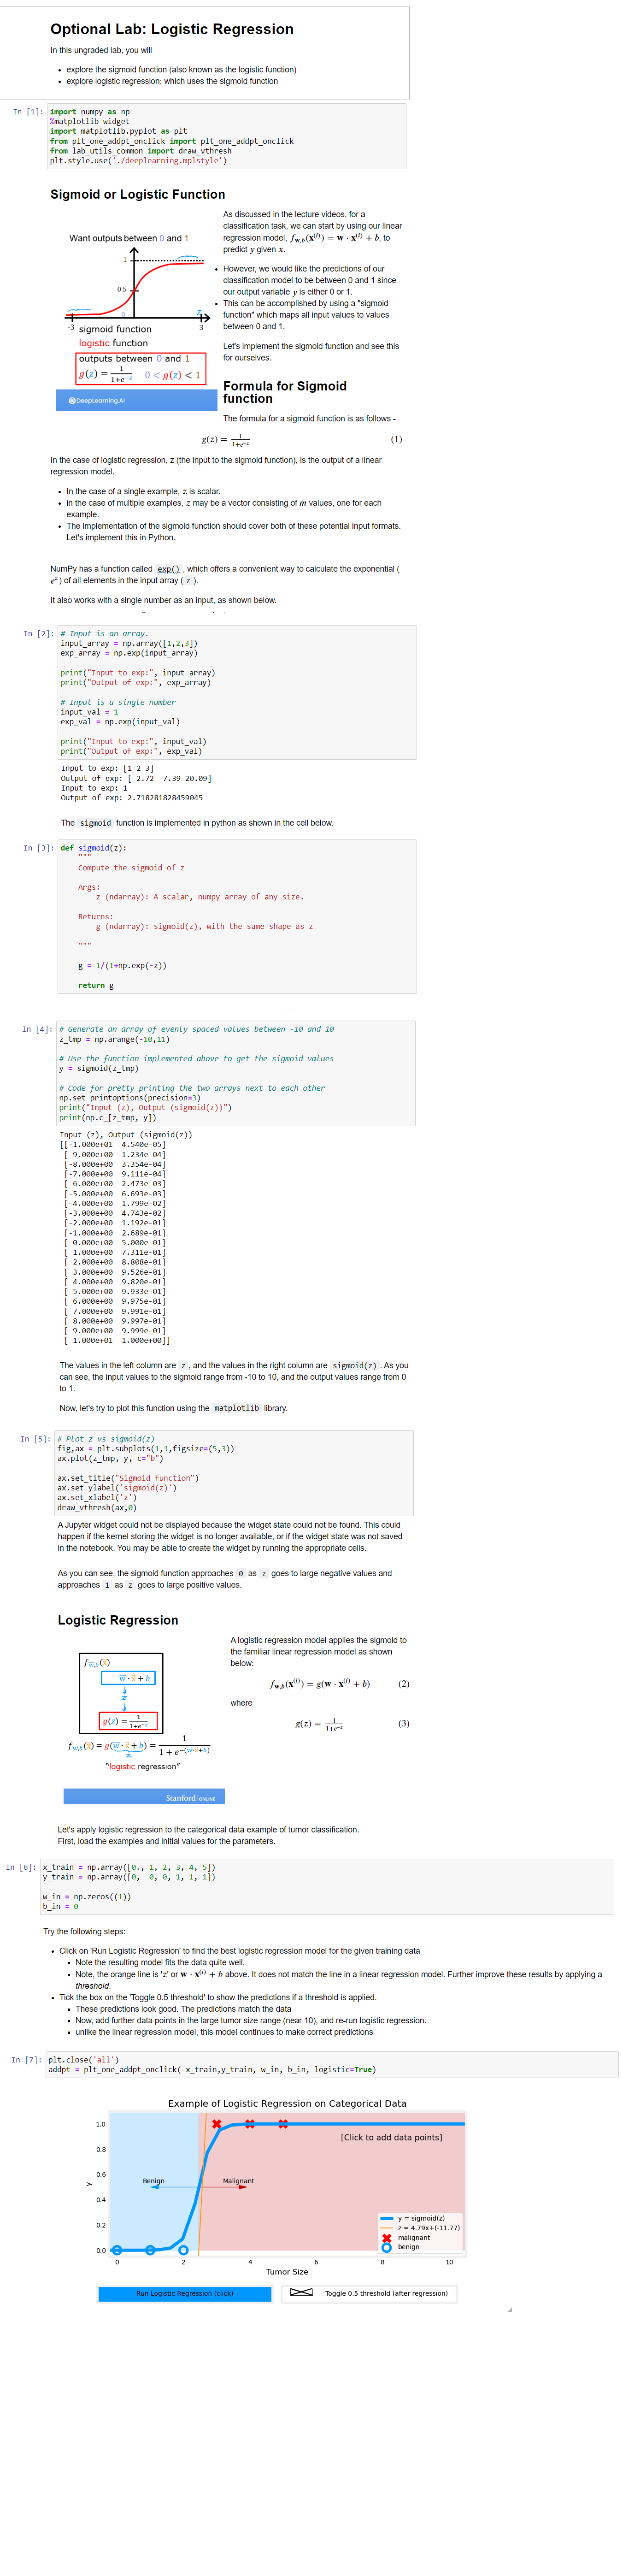 Optional Lab: Logistic Regression
In this ungraded lab, you will
• explore the sigmoid function (also known as the logistic function)
• explore logistic regression; which uses the sigmoid function
In [1]: import numpy as np
%matplotlib widget
import matplotlib.pyplot as plt
from plt_one_addpt_onclick import plt_one_addpt_onclick
from lab_utils_common import draw_vthresh
plt.style.use('./deeplearning.mplstyle')
Sigmoid or Logistic Function
Want outputs between 0 and 1
1
0.5
0
z
-3
3
sigmoid function
logistic function
outputs between 0 and 1
g(z) = 1/(1+e^-z) 0 < g(z) < 1
DeepLearning.AI
As discussed in the lecture videos, for a
classification task, we can start by using our linear
regression model, f_w,b(x^(i)) = w · x^(i) + b, to
predict y given x.
• However, we would like the predictions of our
classification model to be between 0 and 1 since
our output variable y is either 0 or 1.
• This can be accomplished by using a "sigmoid
function" which maps all input values to values
between 0 and 1.
Let's implement the sigmoid function and see this
for ourselves.
Formula for Sigmoid
function
The formula for a sigmoid function is as follows -
g(z) = 1/(1+e^-z) (1)
In the case of logistic regression, z (the input to the sigmoid function), is the output of a linear
regression model.
• In the case of a single example, z is scalar.
• in the case of multiple examples, z may be a vector consisting of m values, one for each
example.
• The implementation of the sigmoid function should cover both of these potential input formats.
Let's implement this in Python.
NumPy has a function called exp(), which offers a convenient way to calculate the exponential (
e^z) of all elements in the input array ( z ).
It also works with a single number as an input, as shown below.
In [2]: # Input is an array.
input_array = np.array([1,2,3])
exp_array = np.exp(input_array)
print("Input to exp:", input_array)
print("Output of exp:", exp_array)
# Input is a single number
input_val = 1
exp_val = np.exp(input_val)
print("Input to exp:", input_val)
print("Output of exp:", exp_val)
Input to exp: [1 2 3]
Output of exp: [ 2.72  7.39 20.09]
Input to exp: 1
Output of exp: 2.718281828459045
The sigmoid function is implemented in python as shown in the cell below.
In [3]: def sigmoid(z):
"""
Compute the sigmoid of z
Args:
z (ndarray): A scalar, numpy array of any size.
Returns:
g (ndarray): sigmoid(z), with the same shape as z
"""
g = 1/(1+np.exp(-z))
return g
In [4]: # Generate an array of evenly spaced values between -10 and 10
z_tmp = np.arange(-10,11)
# Use the function implemented above to get the sigmoid values
y = sigmoid(z_tmp)
# Code for pretty printing the two arrays next to each other
np.set_printoptions(precision=3)
print("Input (z), Output (sigmoid(z))")
print(np.c_[z_tmp, y])
Input (z), Output (sigmoid(z))
[[-1.000e+01  4.540e-05]
[-9.000e+00  1.234e-04]
[-8.000e+00  3.354e-04]
[-7.000e+00  9.111e-04]
[-6.000e+00  2.473e-03]
[-5.000e+00  6.693e-03]
[-4.000e+00  1.799e-02]
[-3.000e+00  4.743e-02]
[-2.000e+00  1.192e-01]
[-1.000e+00  2.689e-01]
[ 0.000e+00  5.000e-01]
[ 1.000e+00  7.311e-01]
[ 2.000e+00  8.808e-01]
[ 3.000e+00  9.526e-01]
[ 4.000e+00  9.820e-01]
[ 5.000e+00  9.933e-01]
[ 6.000e+00  9.975e-01]
[ 7.000e+00  9.991e-01]
[ 8.000e+00  9.997e-01]
[ 9.000e+00  9.999e-01]
[ 1.000e+01  1.000e+00]]
The values in the left column are z, and the values in the right column are sigmoid(z). As you
can see, the input values to the sigmoid range from -10 to 10, and the output values range from 0
to 1.
Now, let's try to plot this function using the matplotlib library.
In [5]: # Plot z vs sigmoid(z)
fig,ax = plt.subplots(1,1,figsize=(5,3))
ax.plot(z_tmp, y, c="b")
ax.set_title("Sigmoid function")
ax.set_ylabel('sigmoid(z)')
ax.set_xlabel('z')
draw_vthresh(ax,0)
A Jupyter widget could not be displayed because the widget state could not be found. This could
happen if the kernel storing the widget is no longer available, or if the widget state was not saved
in the notebook. You may be able to create the widget by running the appropriate cells.
As you can see, the sigmoid function approaches 0 as z goes to large negative values and
approaches 1 as z goes to large positive values.
Logistic Regression
f_w,b(x)
w · x + b
z
g(z) = 1/(1+e^-z)
f_w,b(x) = g(w · x + b) = 1/(1 + e^-(w·x+b))
z
"logistic regression"
Stanford ONLINE
A logistic regression model applies the sigmoid to
the familiar linear regression model as shown
below:
f_w,b(x^(i)) = g(w · x^(i) + b) (2)
where
g(z) = 1/(1+e^-z) (3)
Let's apply logistic regression to the categorical data example of tumor classification.
First, load the examples and initial values for the parameters.
In [6]: x_train = np.array([0., 1, 2, 3, 4, 5])
y_train = np.array([0,  0, 0, 1, 1, 1])
w_in = np.zeros((1))
b_in = 0
Try the following steps:
• Click on 'Run Logistic Regression' to find the best logistic regression model for the given training data
▪ Note the resulting model fits the data quite well.
▪ Note, the orange line is 'z' or w · x^(i) + b above. It does not match the line in a linear regression model. Further improve these results by applying a
threshold.
• Tick the box on the 'Toggle 0.5 threshold' to show the predictions if a threshold is applied.
▪ These predictions look good. The predictions match the data
▪ Now, add further data points in the large tumor size range (near 10), and re-run logistic regression.
▪ unlike the linear regression model, this model continues to make correct predictions
In [7]: plt.close('all')
addpt = plt_one_addpt_onclick( x_train,y_train, w_in, b_in, logistic=True)
Example of Logistic Regression on Categorical Data
1.0
0.8
0.6
0.4
0.2
0.0
y
[Click to add data points]
Benign
Malignant
y = sigmoid(z)
z = 4.79x+(-11.77)
malignant
benign
0 2 4 6 8 10
Tumor Size
Run Logistic Regression (click)
Toggle 0.5 threshold (after regression)